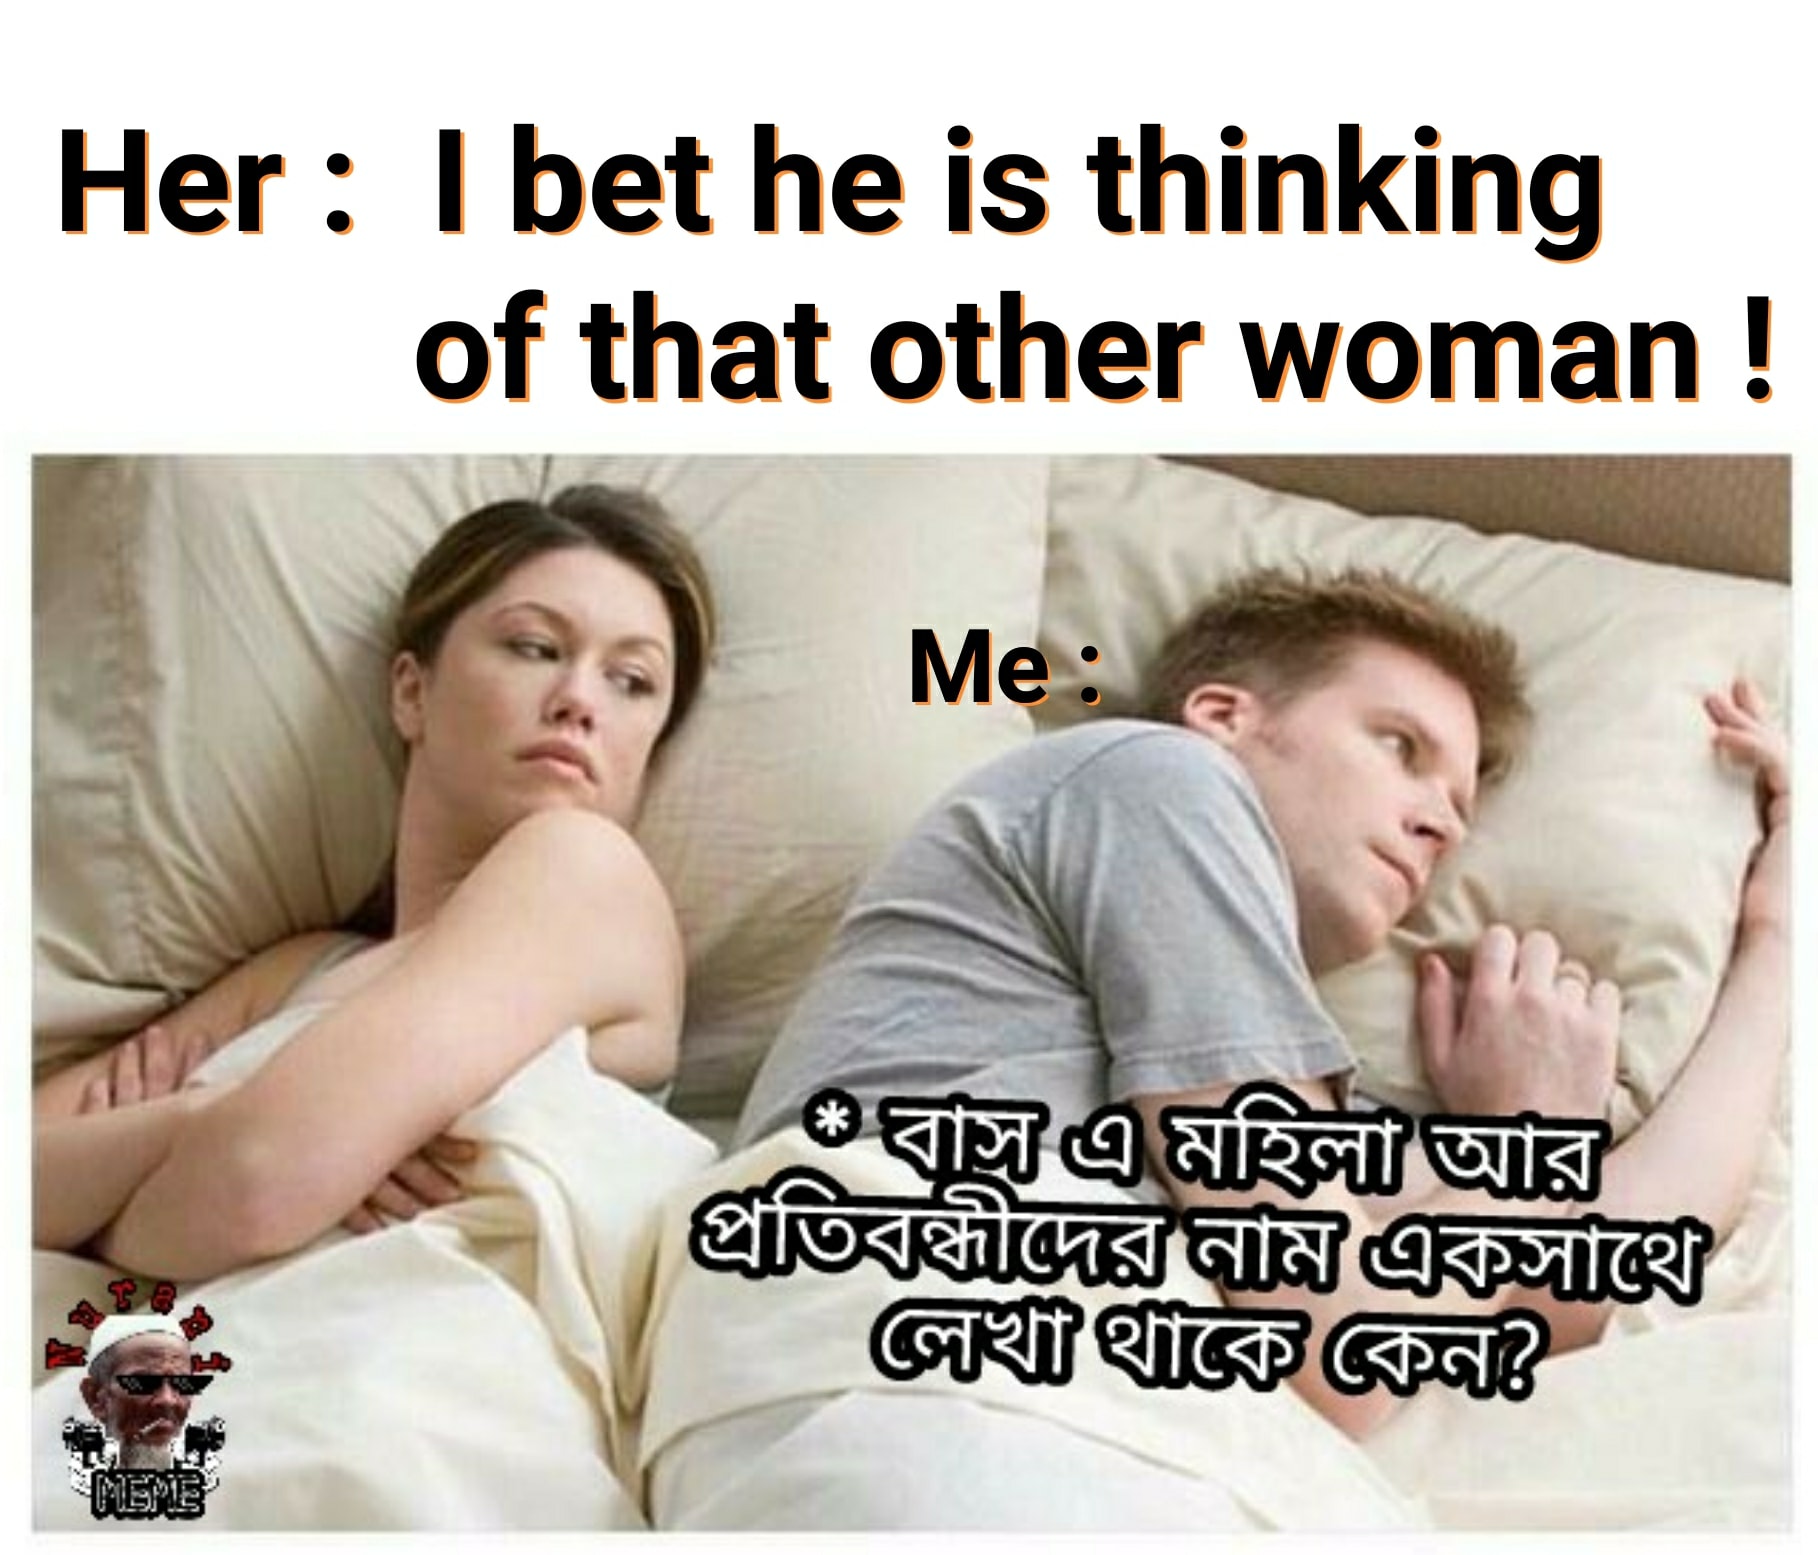 Her : I bet he is thinking
of that other woman !
Me :
* বাস এ মহিলা আর
প্রতিবন্ধীদের নাম একসাথে
লেখা থাকে কেন?
MEME